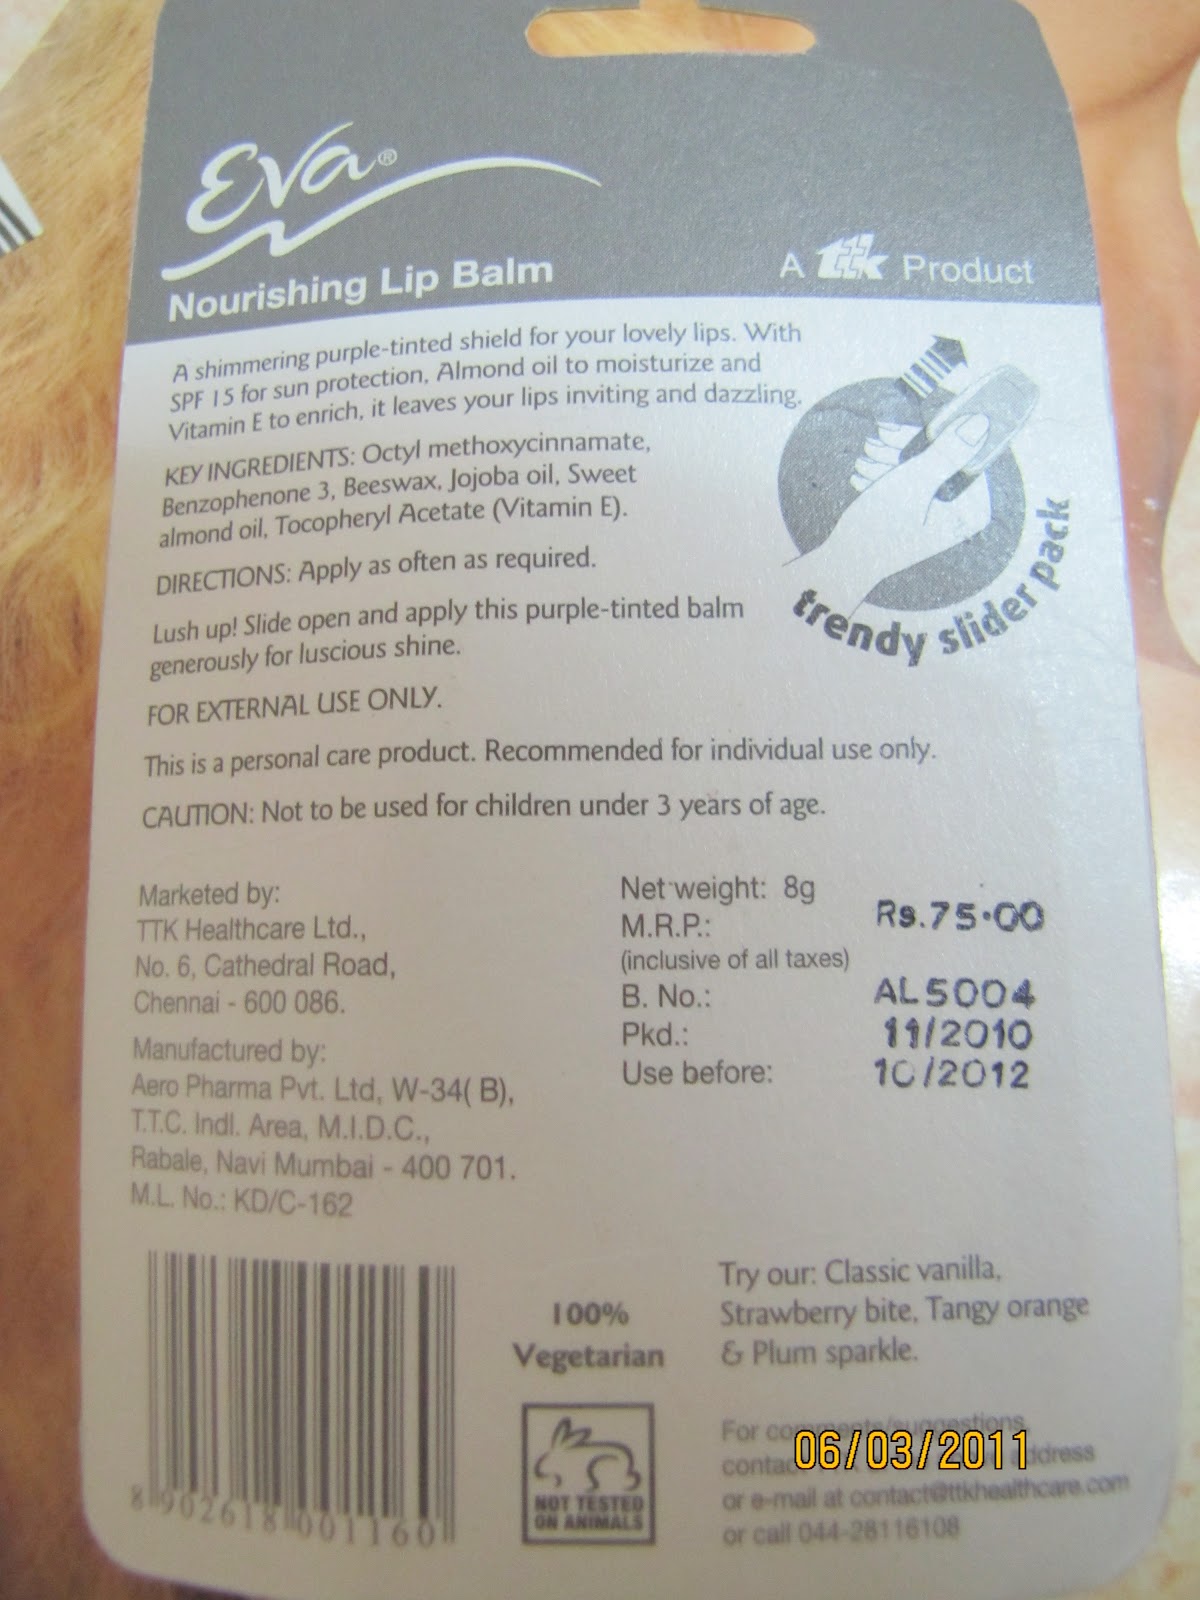 Eva®
Nourishing Lip Balm
A ttk Product
A shimmering purple-tinted shield for your lovely lips. With
SPF 15 for sun protection, Almond oil to moisturize and
Vitamin E to enrich, it leaves your lips inviting and dazzling.
KEY INGREDIENTS: Octyl methoxycinnamate,
Benzophenone 3, Beeswax, Jojoba oil, Sweet
almond oil, Tocopheryl Acetate (Vitamin E).
DIRECTIONS: Apply as often as required.
Lush up! Slide open and apply this purple-tinted balm
generously for luscious shine.
trendy slider pack
FOR EXTERNAL USE ONLY.
This is a personal care product. Recommended for individual use only.
CAUTION: Not to be used for children under 3 years of age.
Marketed by:
TTK Healthcare Ltd.,
No. 6, Cathedral Road,
Chennai - 600 086.
Manufactured by:
Aero Pharma Pvt. Ltd, W-34( B),
T.T.C. Indl. Area, M.I.D.C.,
Rabale, Navi Mumbai - 400 701.
M.L. No.: KD/C-162
Net weight: 8g
M.R.P.: Rs.75.00
(inclusive of all taxes)
B. No.: AL5004
Pkd.: 11/2010
Use before: 10/2012
8 902618 001160
100%
Vegetarian
NOT TESTED
ON ANIMALS
Try our: Classic vanilla,
Strawberry bite, Tangy orange
& Plum sparkle.
For comments/suggestions,
contact address
or e-mail at contact@ttkhealthcare.com
or call 044-28116108
06/03/2011